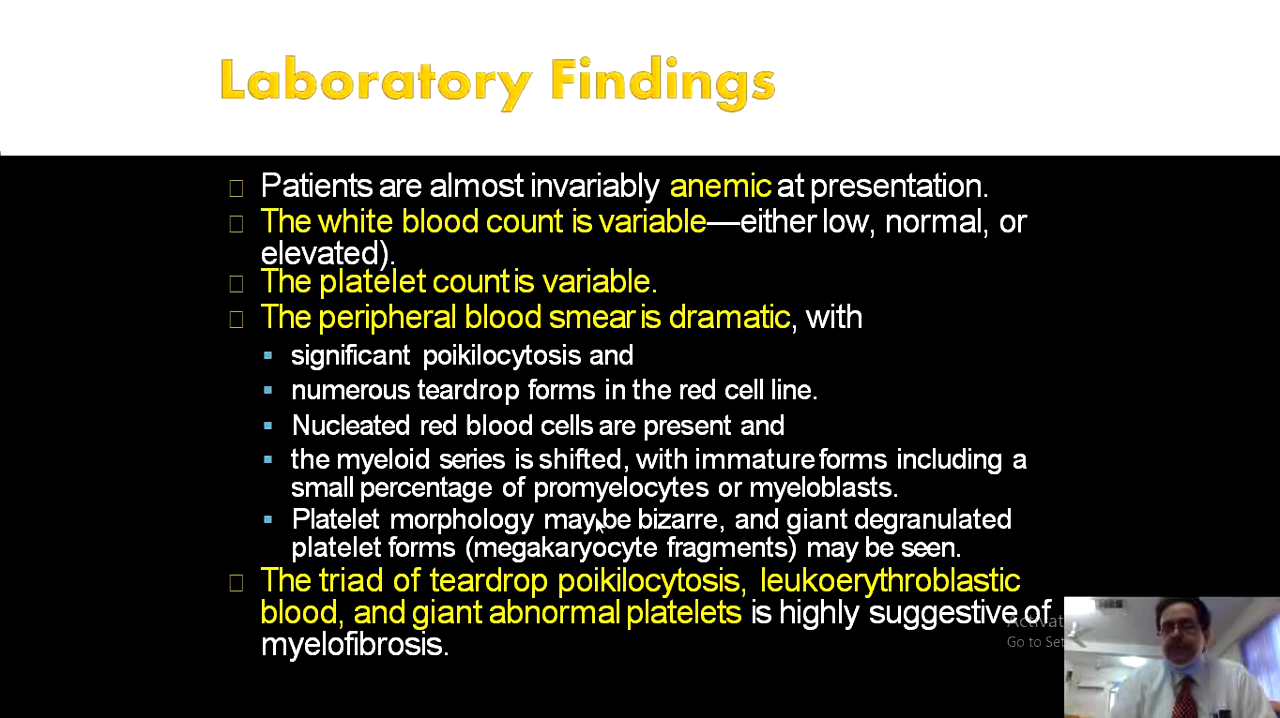 Laboratory Findings
Patients are almost invariably anemic at presentation.
The white blood count is variable—either low, normal, or
elevated).
The platelet count is variable.
The peripheral blood smear is dramatic, with
significant poikilocytosis and
numerous teardrop forms in the red cell line.
Nucleated red blood cells are present and
the myeloid series is shifted, with immature forms including a
small percentage of promyelocytes or myeloblasts.
Platelet morphology may be bizarre, and giant degranulated
platelet forms (megakaryocyte fragments) may be seen.
The triad of teardrop poikilocytosis, leukoerythroblastic
blood, and giant abnormal platelets is highly suggestive of
myelofibrosis.
Activat
Go to Set